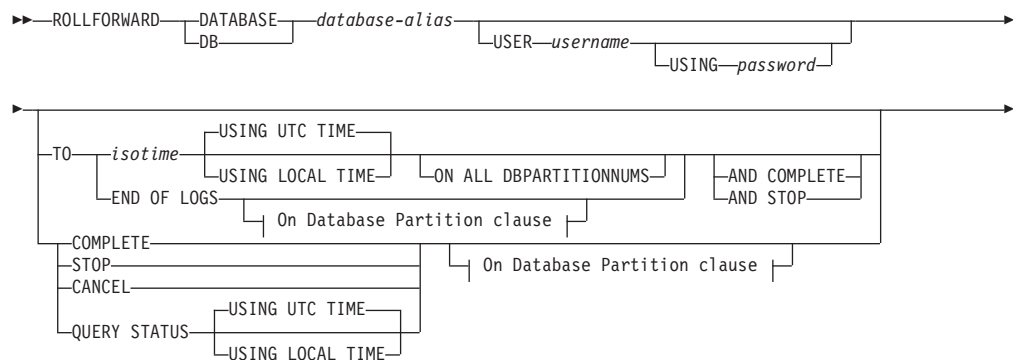 ROLLFORWARD DATABASE database-alias
DB USER username
USING password
USING UTC TIME
TO isotime USING LOCAL TIME ON ALL DBPARTITIONNUMS AND COMPLETE
END OF LOGS AND STOP
On Database Partition clause
COMPLETE
STOP On Database Partition clause
CANCEL
USING UTC TIME
QUERY STATUS
USING LOCAL TIME